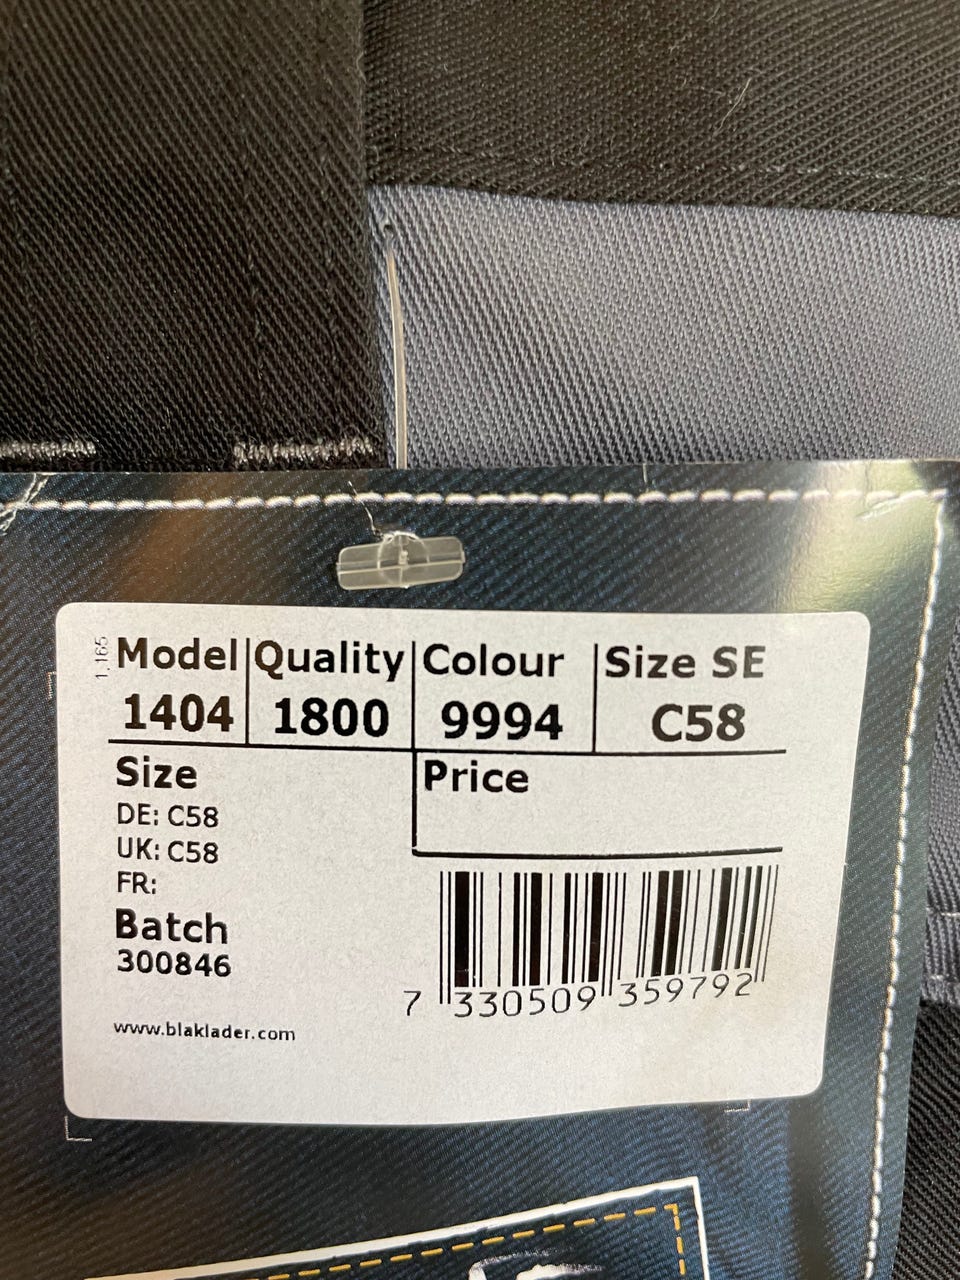 1,165
Model Quality Colour Size SE
1404 1800 9994 C58
Size Price
DE: C58
UK: C58
FR:
Batch
300846
7 330509 359792
www.blaklader.com